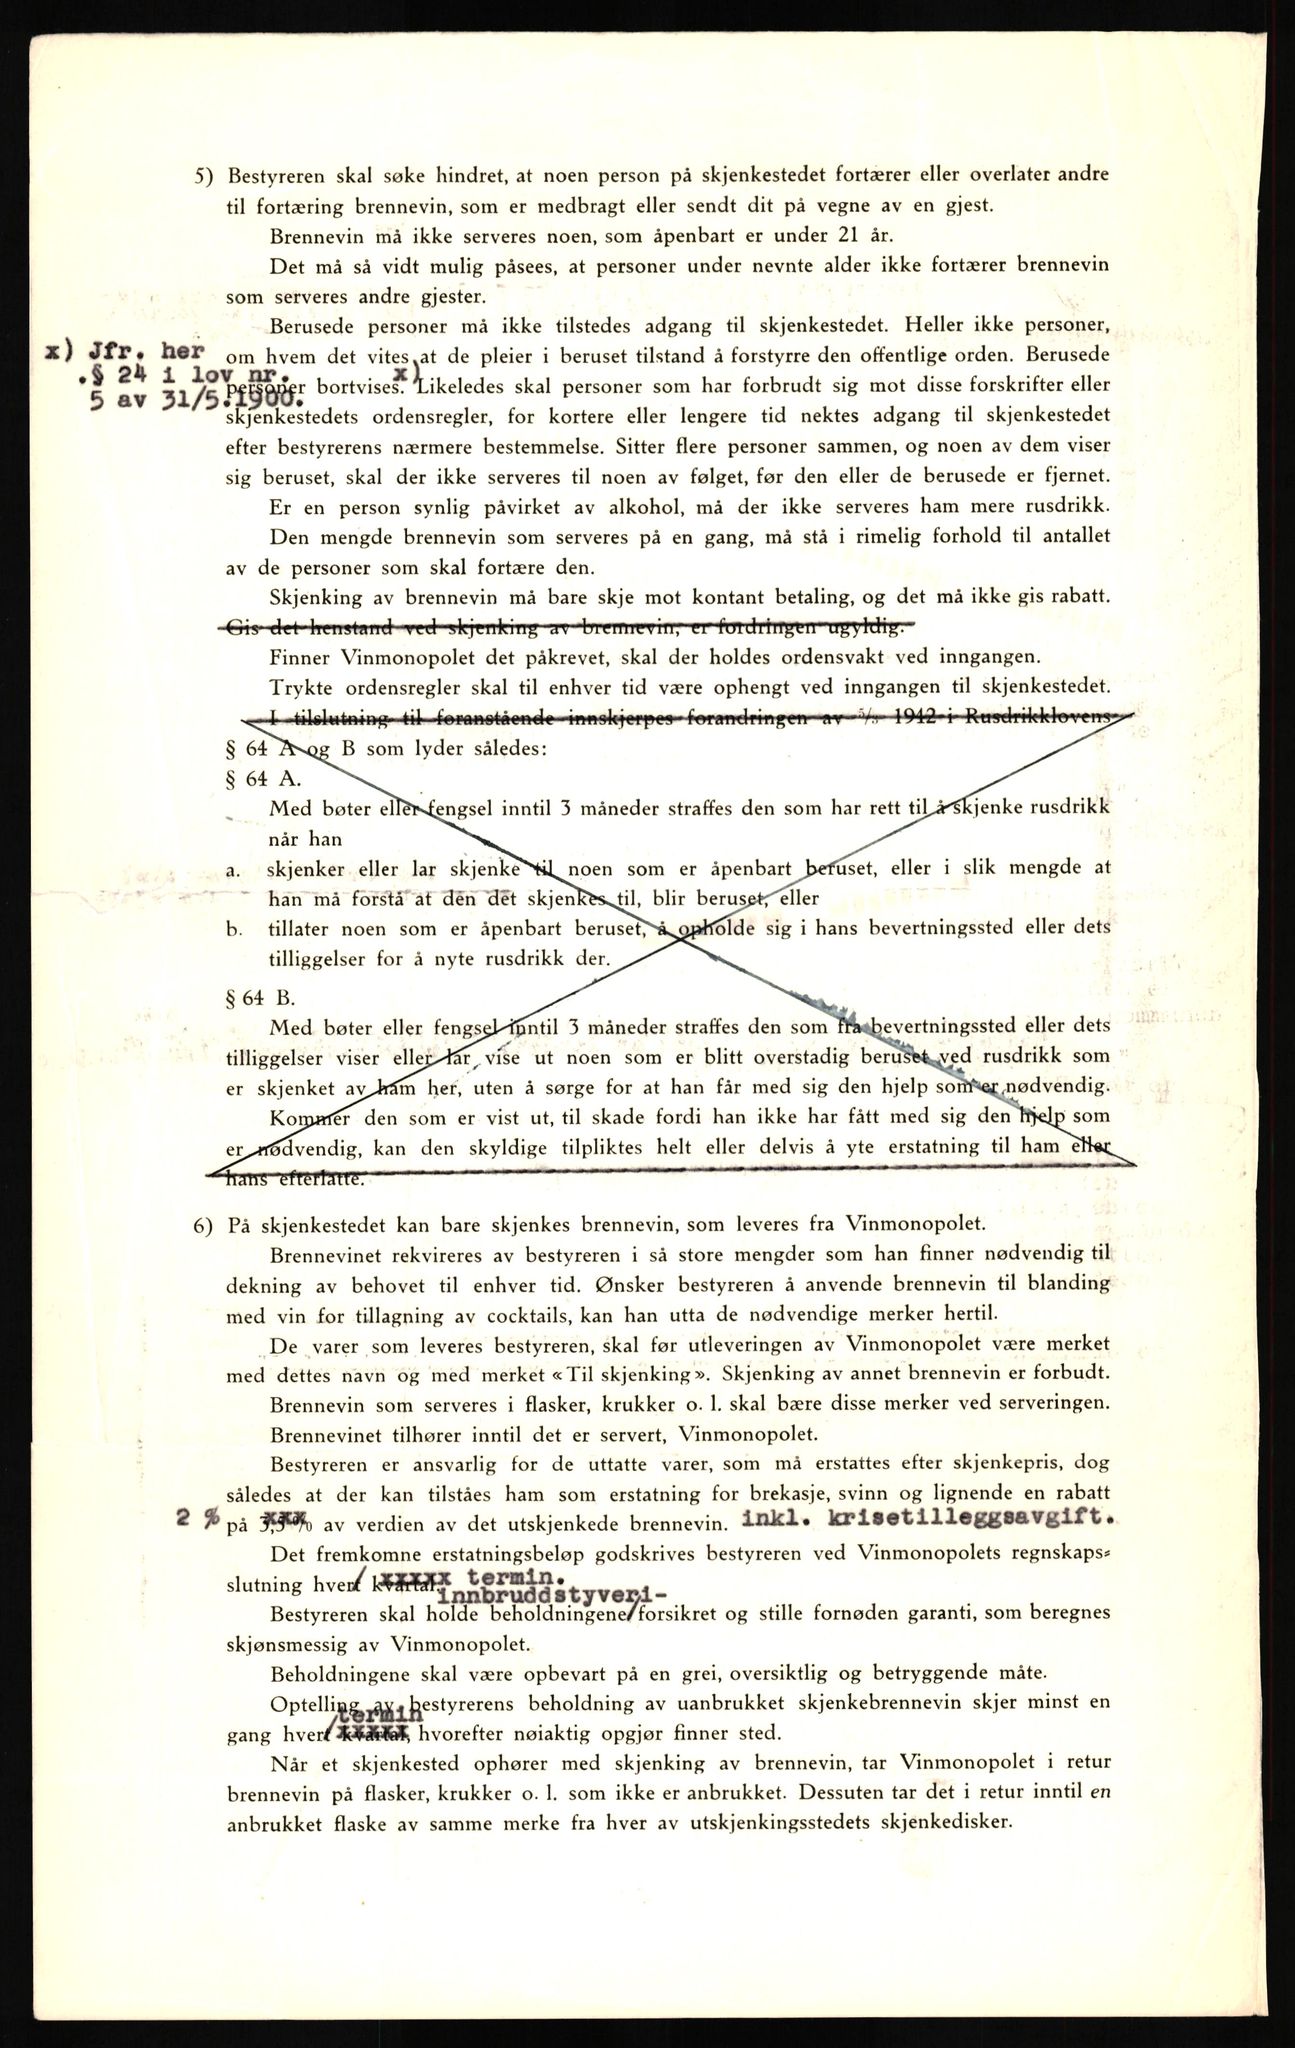 5) Bestyreren skal søke hindret, at noen person på skjenkestedet fortærer eller overlater andre
til fortæring brennevin, som er medbragt eller sendt dit på vegne av en gjest.
Brennevin må ikke serveres noen, som åpenbart er under 21 år.
Det må så vidt mulig påsees, at personer under nevnte alder ikke fortærer brennevin
som serveres andre gjester.
Berusede personer må ikke tilstedes adgang til skjenkestedet. Heller ikke personer,
x) Jfr. her
om hvem det vites at de pleier i beruset tilstand å forstyrre den offentlige orden. Berusede
.§ 24 i lov nr.
personer bortvises. x) Likeledes skal personer som har forbrudt sig mot disse forskrifter eller
5 av 31/5.1900.
skjenkestedets ordensregler, for kortere eller lengere tid nektes adgang til skjenkestedet
efter bestyrerens nærmere bestemmelse. Sitter flere personer sammen, og noen av dem viser
sig beruset, skal der ikke serveres til noen av følget, før den eller de berusede er fjernet.
Er en person synlig påvirket av alkohol, må der ikke serveres ham mere rusdrikk.
Den mengde brennevin som serveres på en gang, må stå i rimelig forhold til antallet
av de personer som skal fortære den.
Skjenking av brennevin må bare skje mot kontant betaling, og det må ikke gis rabatt.
Gis det henstand ved skjenking av brennevin, er fordringen ugyldig.
Finner Vinmonopolet det påkrevet, skal der holdes ordensvakt ved inngangen.
Trykte ordensregler skal til enhver tid være ophengt ved inngangen til skjenkestedet.
I tilslutning til foranstående innskjerpes forandringen av 5/3 1942 i Rusdrikklovens
§ 64 A og B som lyder således:
§ 64 A.
Med bøter eller fengsel inntil 3 måneder straffes den som har rett til å skjenke rusdrikk
når han
a. skjenker eller lar skjenke til noen som er åpenbart beruset, eller i slik mengde at
han må forstå at den det skjenkes til, blir beruset, eller
b. tillater noen som er åpenbart beruset, å opholde sig i hans bevertningssted eller dets
tilliggelser for å nyte rusdrikk der.
§ 64 B.
Med bøter eller fengsel inntil 3 måneder straffes den som fra bevertningssted eller dets
tilliggelser viser eller lar vise ut noen som er blitt overstadig beruset ved rusdrikk som
er skjenket av ham her, uten å sørge for at han får med sig den hjelp som er nødvendig.
Kommer den som er vist ut, til skade fordi han ikke har fått med sig den hjelp som
er nødvendig, kan den skyldige tilpliktes helt eller delvis å yte erstatning til ham eller
hans efterlatte.
6) På skjenkestedet kan bare skjenkes brennevin, som leveres fra Vinmonopolet.
Brennevinet rekvireres av bestyreren i så store mengder som han finner nødvendig til
dekning av behovet til enhver tid. Ønsker bestyreren å anvende brennevin til blanding
med vin for tillagning av cocktails, kan han utta de nødvendige merker hertil.
De varer som leveres bestyreren, skal før utleveringen av Vinmonopolet være merket
med dettes navn og med merket «Til skjenking». Skjenking av annet brennevin er forbudt.
Brennevin som serveres i flasker, krukker o. l. skal bære disse merker ved serveringen.
Brennevinet tilhører inntil det er servert, Vinmonopolet.
Bestyreren er ansvarlig for de uttatte varer, som må erstattes efter skjenkepris, dog
således at der kan tilståes ham som erstatning for brekasje, svinn og lignende en rabatt
2 % på 3,5 % av verdien av det utskjenkede brennevin. inkl. krisetilleggsavgift.
Det fremkomne erstatningsbeløp godskrives bestyreren ved Vinmonopolets regnskaps-
slutning hvert kvartal. termin.
innbruddstyveri-
Bestyreren skal holde beholdningene/forsikret og stille fornøden garanti, som beregnes
skjønsmessig av Vinmonopolet.
Beholdningene skal være opbevart på en grei, oversiktlig og betryggende måte.
Optelling av bestyrerens beholdning av uanbrukket skjenkebrennevin skjer minst en
termin
gang hvert kvartal, hvorefter nøiaktig opgjør finner sted.
Når et skjenkested ophører med skjenking av brennevin, tar Vinmonopolet i retur
brennevin på flasker, krukker o. l. som ikke er anbrukket. Dessuten tar det i retur inntil en
anbrukket flaske av samme merke fra hver av utskjenkingsstedets skjenkedisker.